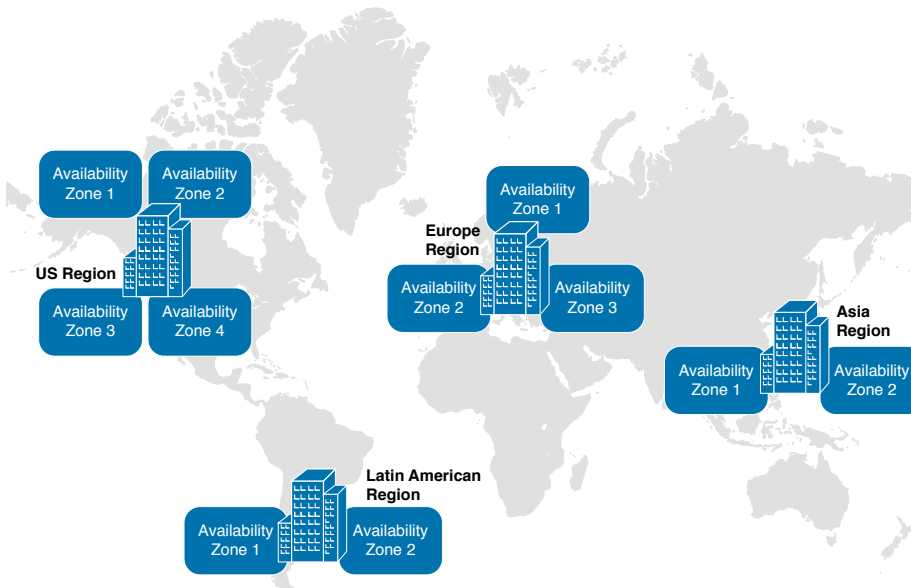 Availability
Zone 1
Availability
Zone 2
US Region
Availability
Zone 3
Availability
Zone 4
Availability
Zone 1
Europe
Region
Availability
Zone 2
Availability
Zone 3
Asia
Region
Availability
Zone 1
Availability
Zone 2
Latin American
Region
Availability
Zone 1
Availability
Zone 2